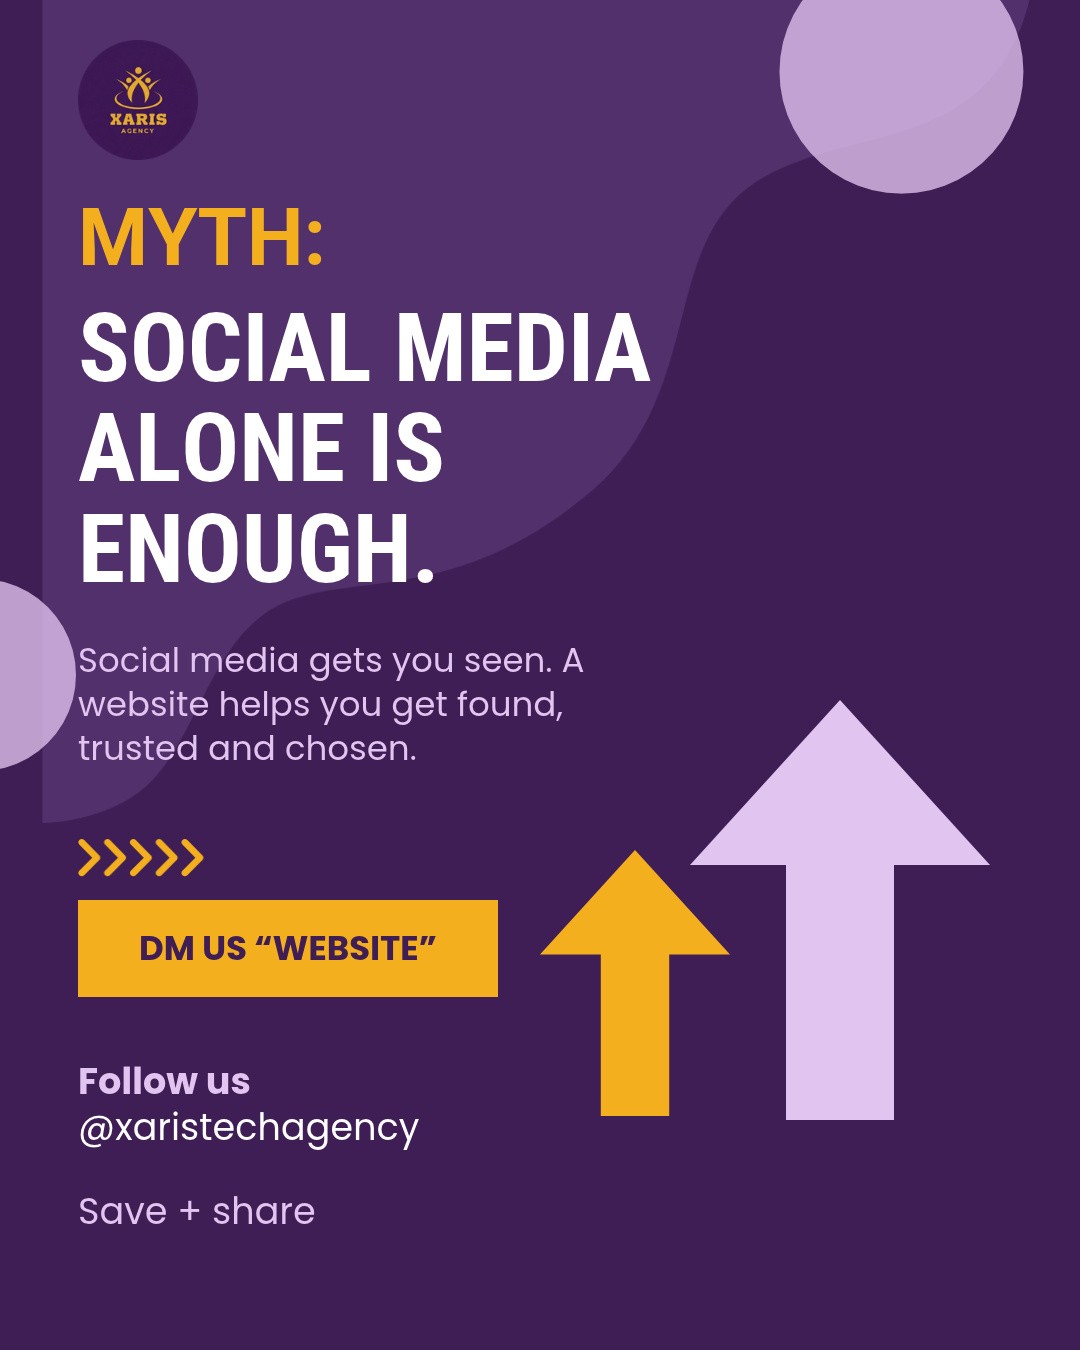 XARIS
AGENCY
MYTH:
SOCIAL MEDIA
ALONE IS
ENOUGH.
Social media gets you seen. A
website helps you get found,
trusted and chosen.
DM US “WEBSITE”
Follow us
@xaristechagency
Save + share